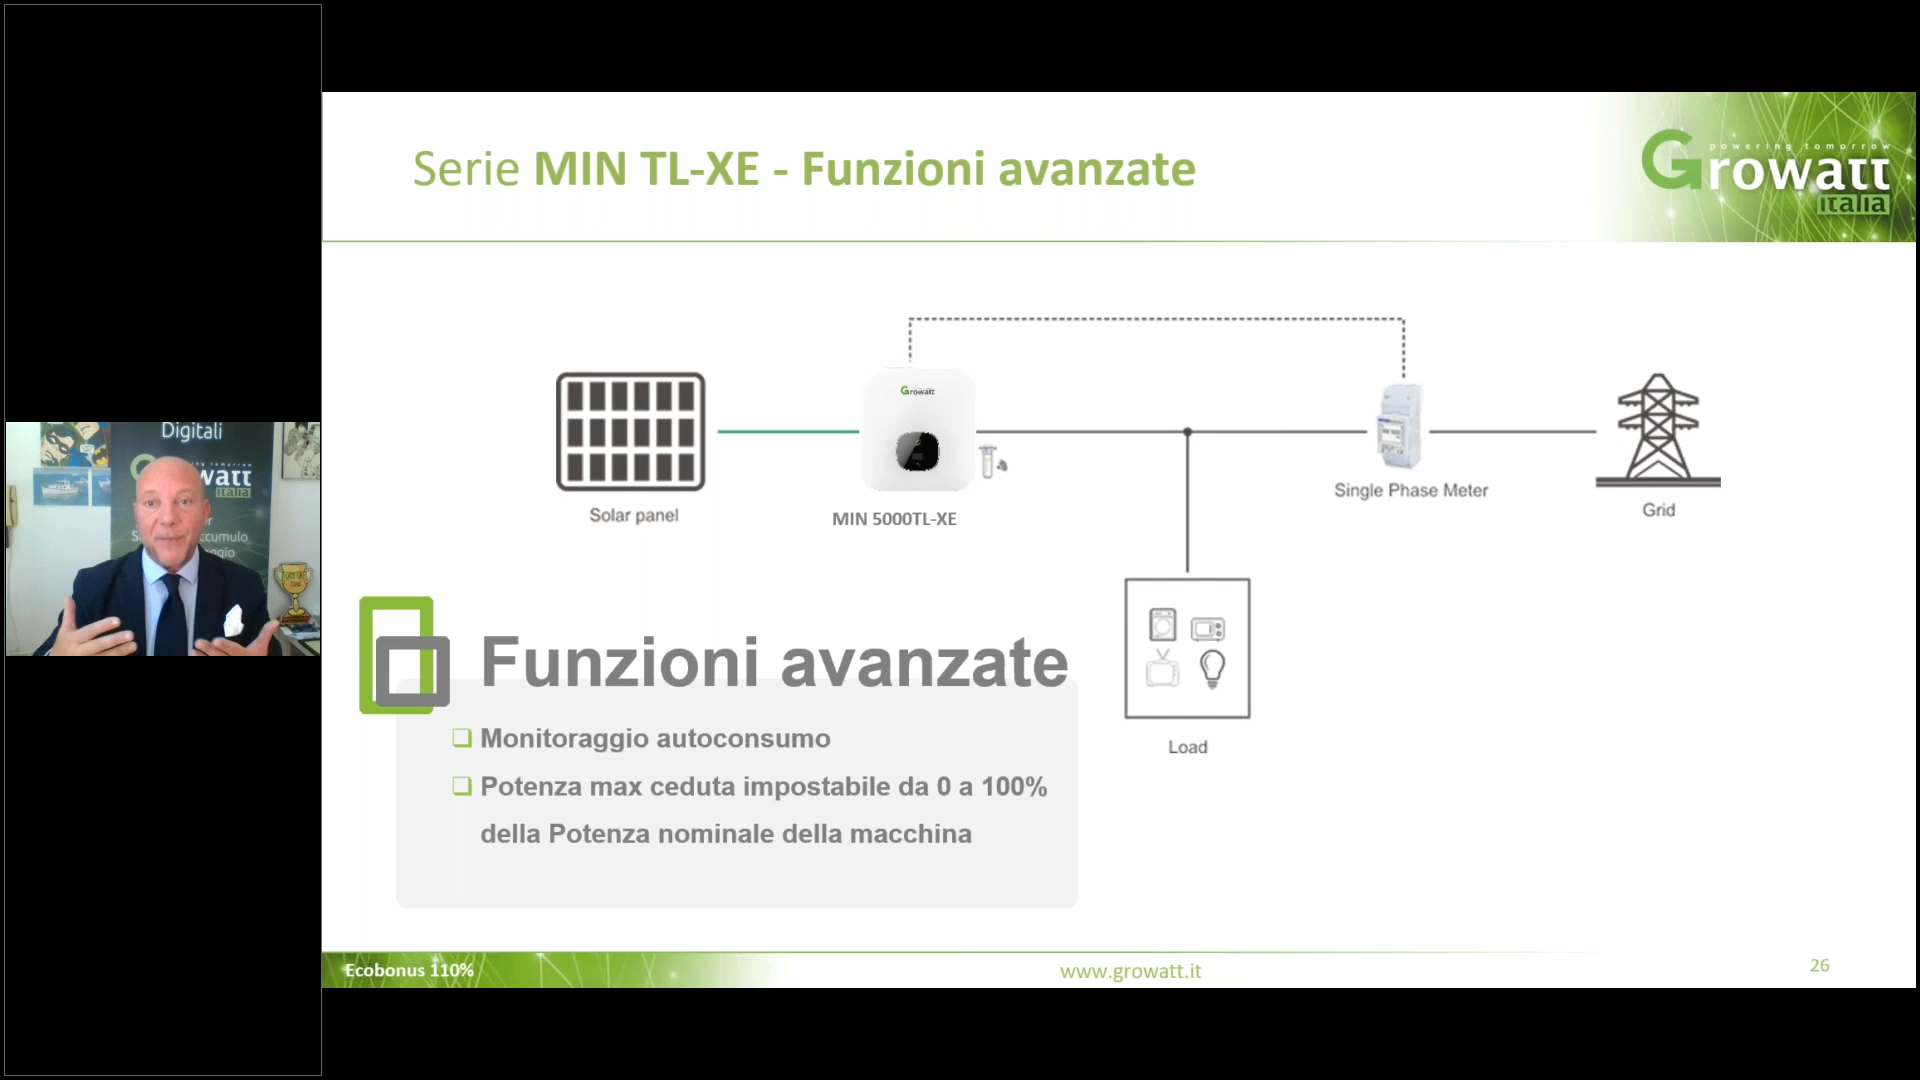 Serie MIN TL-XE - Funzioni avanzate
powering tomorrow
Growatt
italia
Growatt
Solar panel
MIN 5000TL-XE
Single Phase Meter
Grid
Load
Funzioni avanzate
Monitoraggio autoconsumo
Potenza max ceduta impostabile da 0 a 100%
della Potenza nominale della macchina
Ecobonus 110%
www.growatt.it
26
Digitali
italia